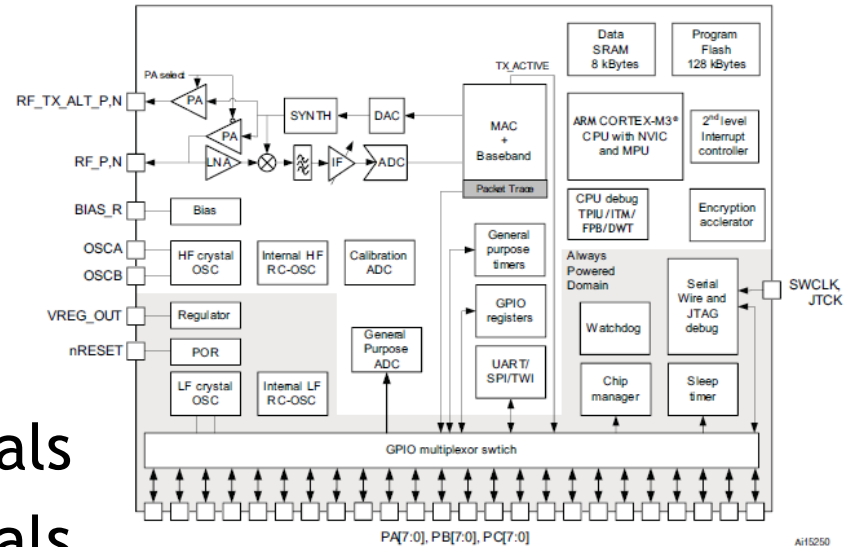 Data
SRAM
8 kBytes
Program
Flash
128 kBytes
TX_ACTIVE
PA select
RF_TX_ALT_P,N
PA
SYNTH
DAC
MAC
+
Baseband
ARM CORTEX-M3®
CPU with NVIC
and MPU
2nd level
Interrupt
controller
PA
RF_P,N
LNA
IF
ADC
Packet Trace
CPU debug
TPIU/ITM/
FPB/DWT
Encryption
acclerator
BIAS_R
Bias
OSCA
OSCB
HF crystal
OSC
Internal HF
RC-OSC
Calibration
ADC
General
purpose
timers
Always
Powered
Domain
Serial
Wire and
JTAG
debug
SWCLK,
JTCK
VREG_OUT
Regulator
GPIO
registers
Watchdog
nRESET
POR
General
Purpose
ADC
UART/
SPI/TWI
LF crystal
OSC
Internal LF
RC-OSC
Chip
manager
Sleep
timer
als
GPIO multiplexor swtich
als
PA[7:0], PB[7:0], PC[7:0]
Ai15250